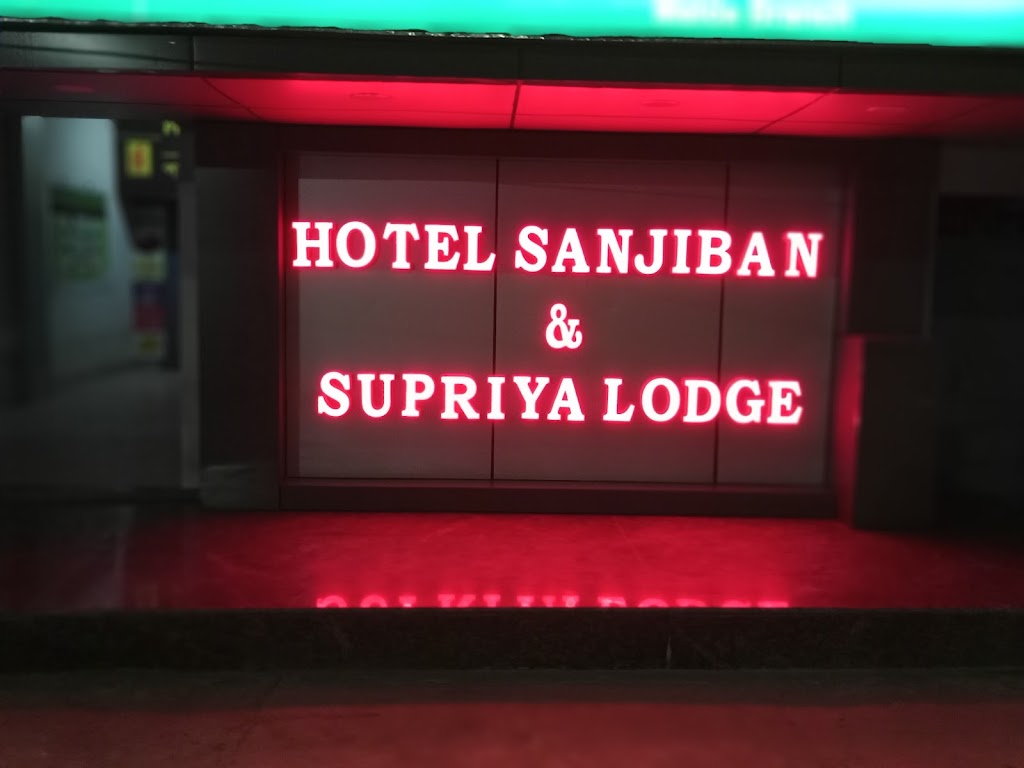 HOTEL SANJIBAN
&
SUPRIYA LODGE